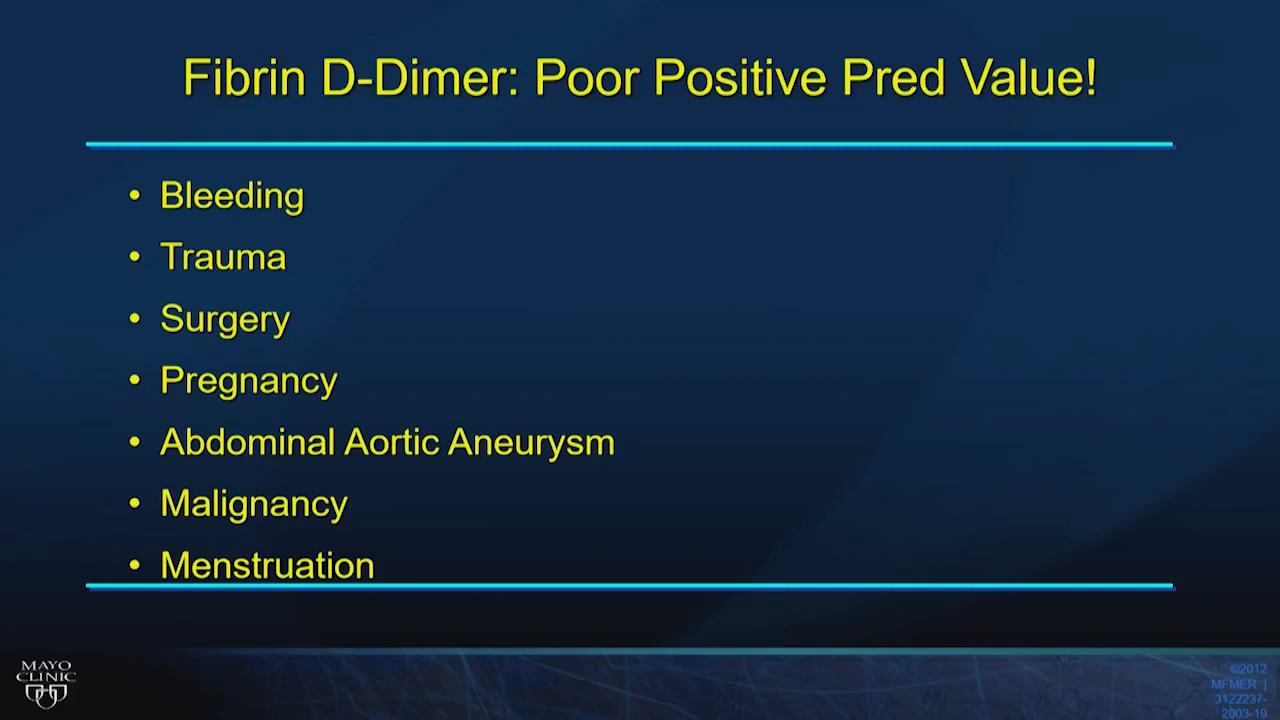 Fibrin D-Dimer: Poor Positive Pred Value!
• Bleeding
• Trauma
• Surgery
• Pregnancy
• Abdominal Aortic Aneurysm
• Malignancy
• Menstruation
MAYO
CLINIC
©2012
MFMER |
3122237-
2003-19